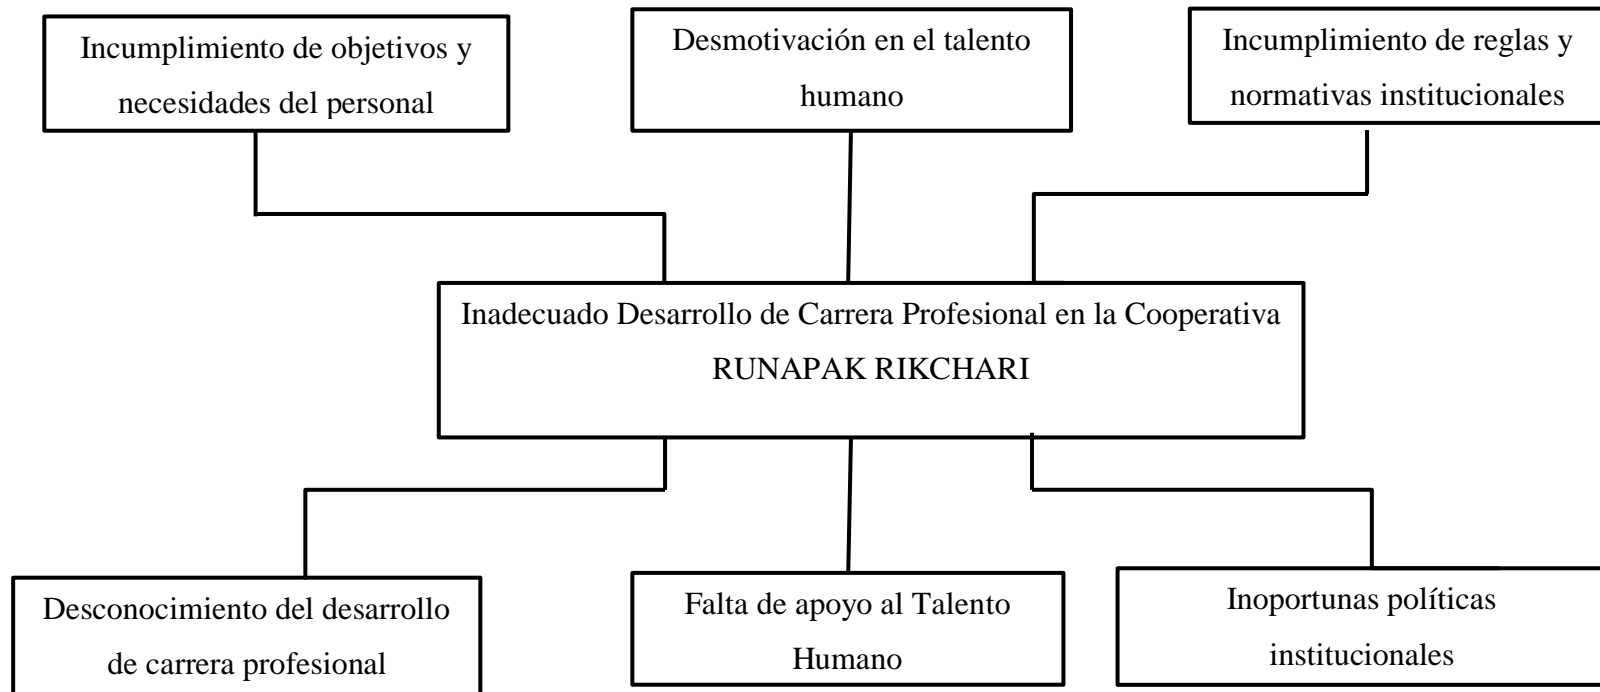 Incumplimiento de objetivos y
necesidades del personal
Desmotivación en el talento
humano
Incumplimiento de reglas y
normativas institucionales
Inadecuado Desarrollo de Carrera Profesional en la Cooperativa
RUNAPAK RIKCHARI
Desconocimiento del desarrollo
de carrera profesional
Falta de apoyo al Talento
Humano
Inoportunas políticas
institucionales